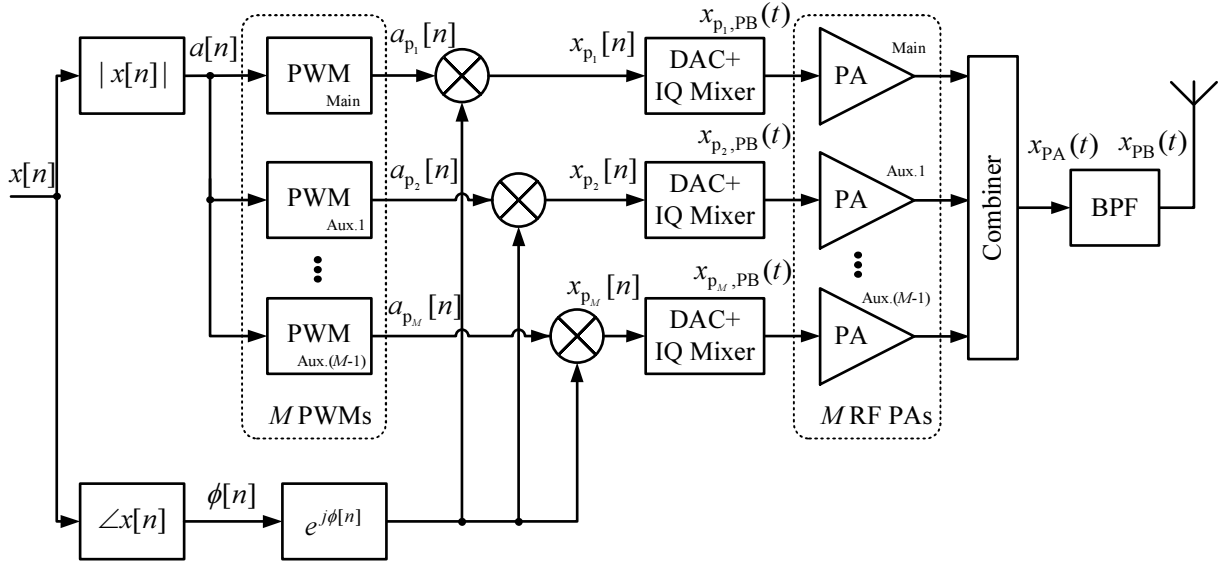 x[n]
| x[n] |
a[n]
PWM
Main
a_{p_1}[n]
x_{p_1}[n]
DAC+
IQ Mixer
x_{p_1,PB}(t)
PA
Main
PWM
Aux.1
a_{p_2}[n]
x_{p_2}[n]
DAC+
IQ Mixer
x_{p_2,PB}(t)
PA
Aux.1
PWM
Aux.(M-1)
a_{p_M}[n]
x_{p_M}[n]
DAC+
IQ Mixer
x_{p_M,PB}(t)
PA
Aux.(M-1)
M PWMs
M RF PAs
Combiner
x_{PA}(t)
BPF
x_{PB}(t)
∠x[n]
ϕ[n]
e^{jϕ[n]}